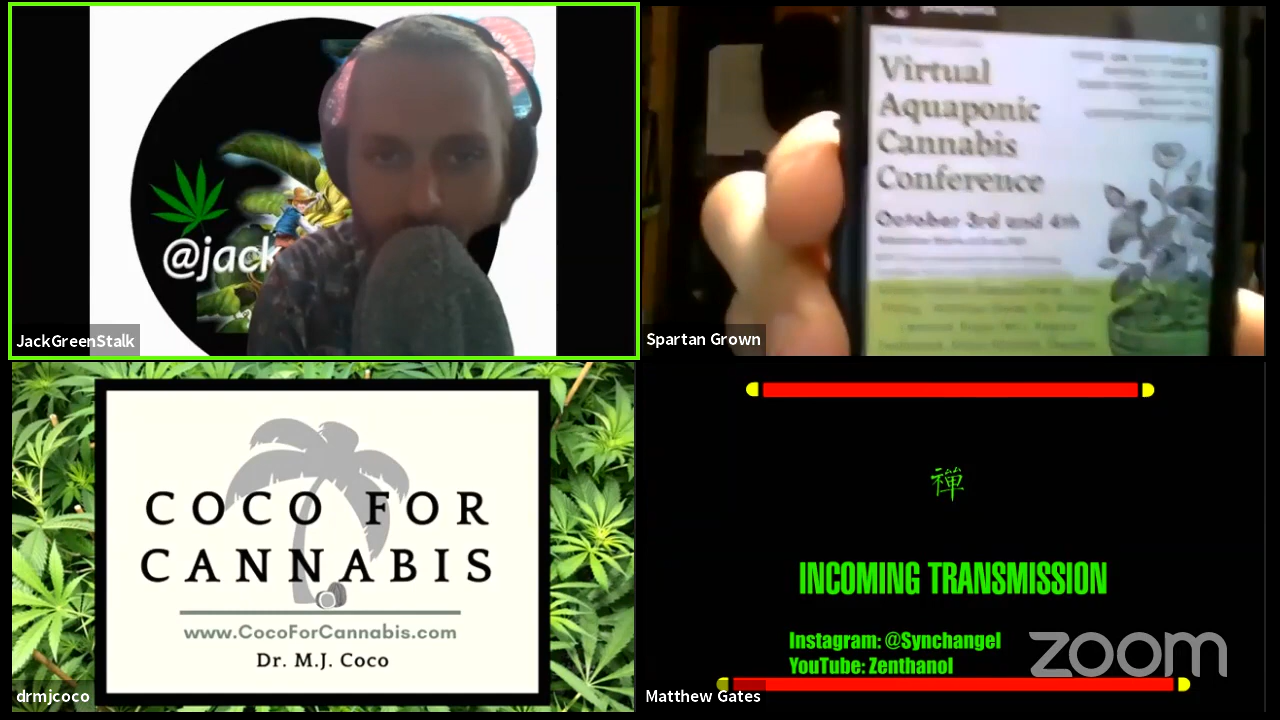 @jack
JackGreenStalk
Virtual
Aquaponic
Cannabis
Conference
October 3rd and 4th
Spartan Grown
COCO FOR
CANNABIS
www.CocoForCannabis.com
Dr. M.J. Coco
drmjcoco
禪
INCOMING TRANSMISSION
Instagram: @Synchangel
YouTube: Zenthanol
zoom
Matthew Gates